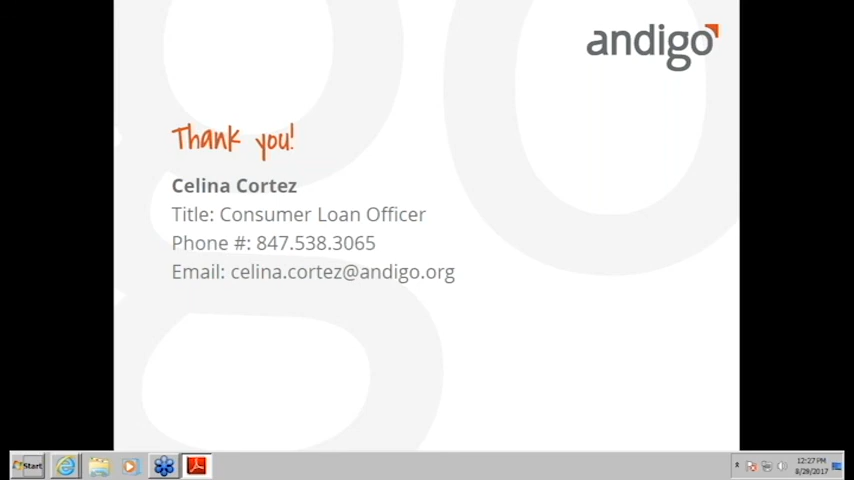 andigo
Thank you!
Celina Cortez
Title: Consumer Loan Officer
Phone #: 847.538.3065
Email: celina.cortez@andigo.org
Start
12:27 PM
8/29/2017